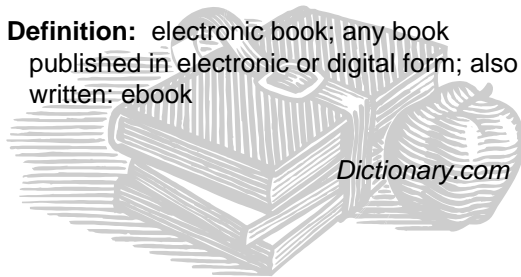 Definition: electronic book; any book
published in electronic or digital form; also
written: ebook
Dictionary.com